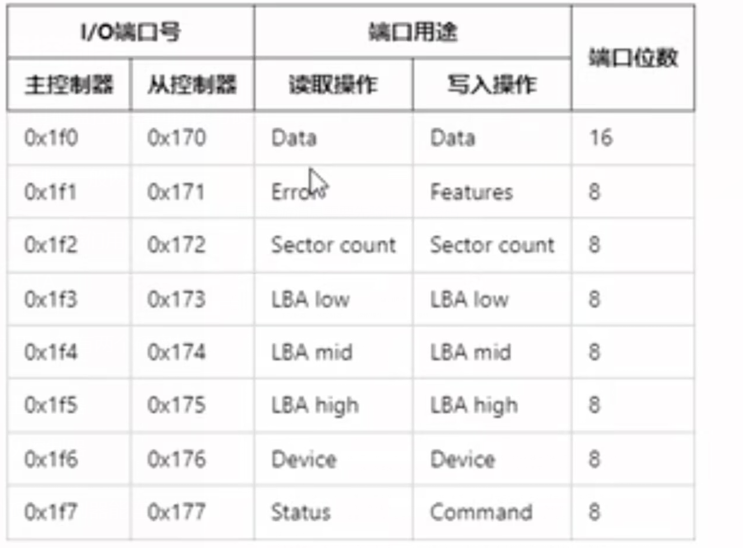 I/O端口号 端口用途 端口位数
主控制器 从控制器 读取操作 写入操作
0x1f0 0x170 Data Data 16
0x1f1 0x171 Error Features 8
0x1f2 0x172 Sector count Sector count 8
0x1f3 0x173 LBA low LBA low 8
0x1f4 0x174 LBA mid LBA mid 8
0x1f5 0x175 LBA high LBA high 8
0x1f6 0x176 Device Device 8
0x1f7 0x177 Status Command 8